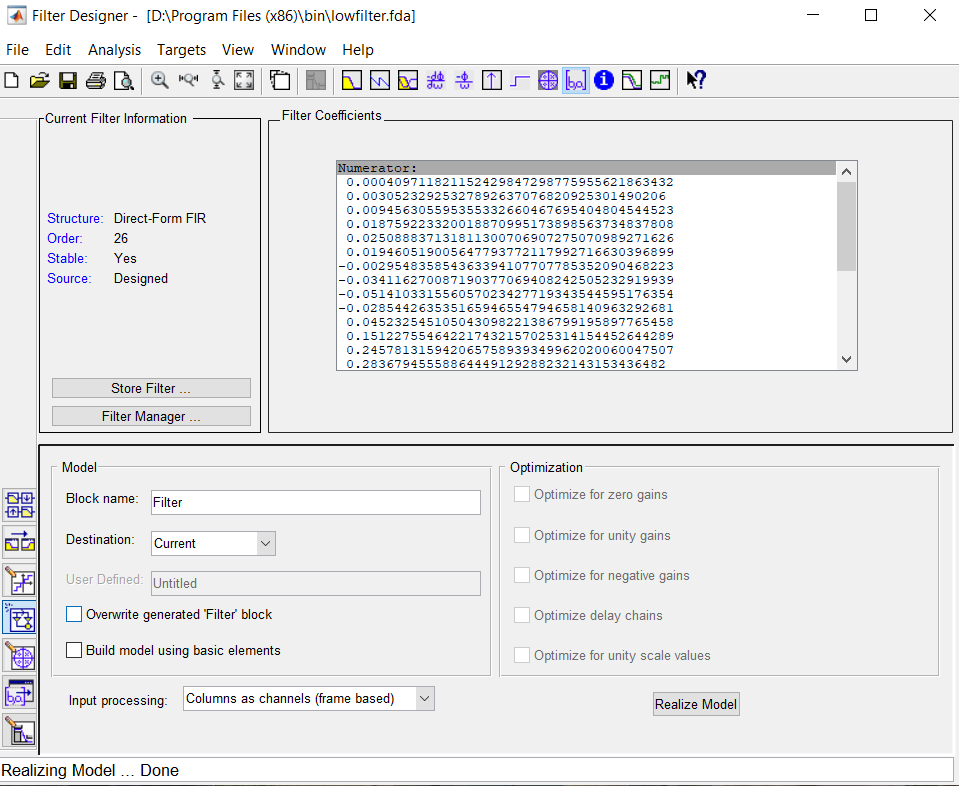 Filter Designer - [D:\Program Files (x86)\bin\lowfilter.fda]
File Edit Analysis Targets View Window Help
Current Filter Information
Structure: Direct-Form FIR
Order: 26
Stable: Yes
Source: Designed
Store Filter ...
Filter Manager ...
Filter Coefficients
Numerator:
0.000409711821152429847298775955621863432
0.003052329253278926370768209253014902​06
0.009456305595355332660467695404804544523
0.018759223320018870995173898563734837808
0.025088837131811300706907275070989271626
0.019460519005647793772117992716630396899
-0.002954835854363394107707785352090468223
-0.034116270087190377069408242505232919939
-0.051410331556057023427719343544595176354
-0.028544263535165946554794658140963292681
0.045232545105043098221386799195897765458
0.151227554642217432157025314154452644289
0.245781315942065758939349962020060047507
0.28367945558864449129288232143153436482
Model
Block name: Filter
Destination: Current
User Defined: Untitled
Overwrite generated 'Filter' block
Build model using basic elements
Input processing: Columns as channels (frame based)
Optimization
Optimize for zero gains
Optimize for unity gains
Optimize for negative gains
Optimize delay chains
Optimize for unity scale values
Realize Model
Realizing Model ... Done